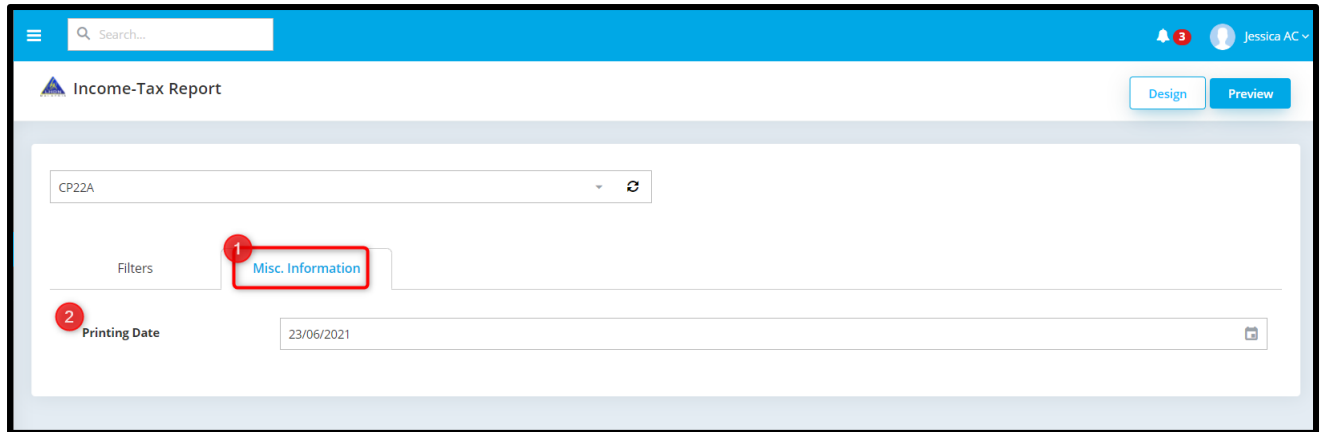 Search...
3
Jessica AC
Income-Tax Report
Design
Preview
CP22A
1
Filters
Misc. Information
2
Printing Date
23/06/2021